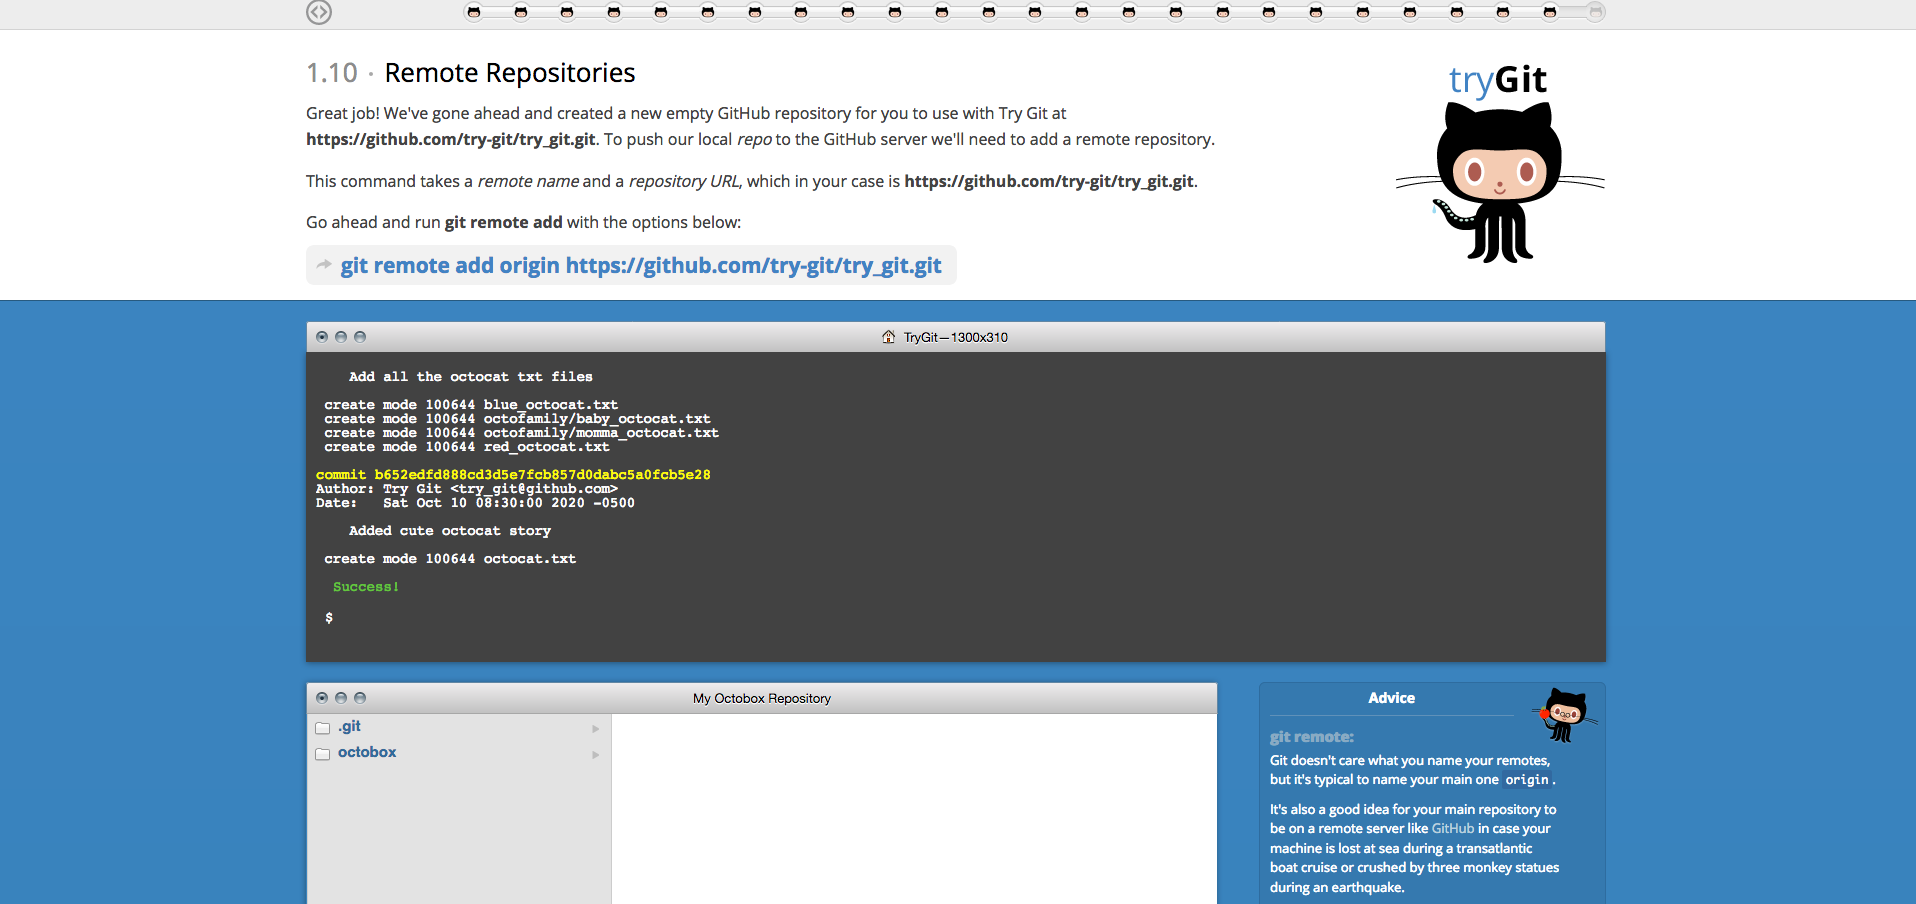 1.10 · Remote Repositories
tryGit
Great job! We've gone ahead and created a new empty GitHub repository for you to use with Try Git at
https://github.com/try-git/try_git.git. To push our local repo to the GitHub server we'll need to add a remote repository.
This command takes a remote name and a repository URL, which in your case is https://github.com/try-git/try_git.git.
Go ahead and run git remote add with the options below:
git remote add origin https://github.com/try-git/try_git.git
TryGit — 1300x310
Add all the octocat txt files
create mode 100644 blue_octocat.txt
create mode 100644 octofamily/baby_octocat.txt
create mode 100644 octofamily/momma_octocat.txt
create mode 100644 red_octocat.txt
commit b652edfd888cd3d5e7fcb857d0dabc5a0fcb5e28
Author: Try Git <try_git@github.com>
Date:   Sat Oct 10 08:30:00 2020 -0500
Added cute octocat story
create mode 100644 octocat.txt
Success!
$
My Octobox Repository
.git
octobox
Advice
git remote:
Git doesn't care what you name your remotes,
but it's typical to name your main one origin.
It's also a good idea for your main repository to
be on a remote server like GitHub in case your
machine is lost at sea during a transatlantic
boat cruise or crushed by three monkey statues
during an earthquake.